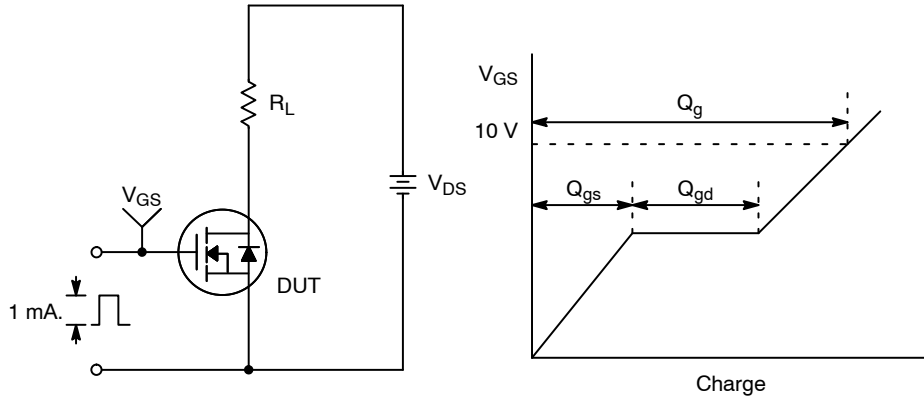 R_L
V_GS
V_DS
DUT
1 mA.
V_GS
10 V
Q_g
Q_gs
Q_gd
Charge